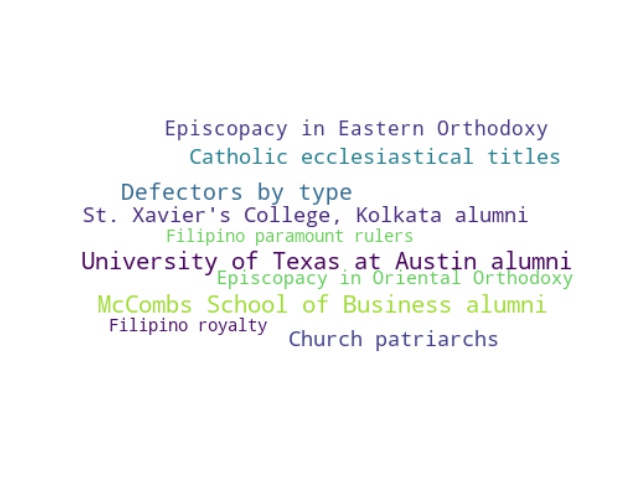 Episcopacy in Eastern Orthodoxy
Catholic ecclesiastical titles
Defectors by type
St. Xavier's College, Kolkata alumni
Filipino paramount rulers
University of Texas at Austin alumni
Episcopacy in Oriental Orthodoxy
McCombs School of Business alumni
Filipino royalty
Church patriarchs